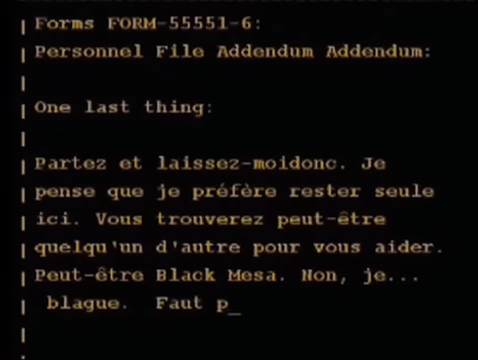 Forms FORM-55551-6:
Personnel File Addendum Addendum:
One last thing:
Partez et laissez-moidonc. Je
pense que je préfère rester seule
ici. Vous trouverez peut-être
quelqu'un d'autre pour vous aider.
Peut-être Black Mesa. Non, je...
blague. Faut p_